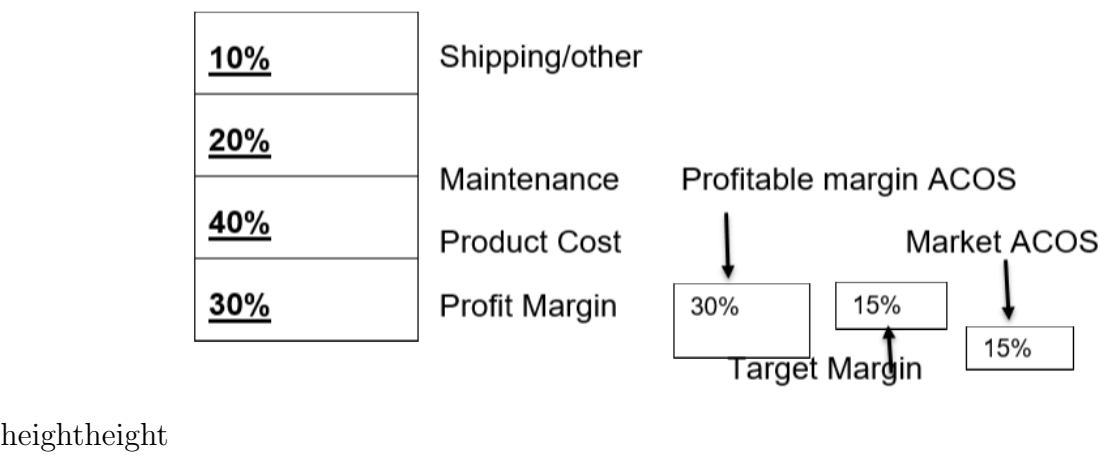 10% Shipping/other
20%
Maintenance Profitable margin ACOS
40%
Product Cost Market ACOS
30% Profit Margin 30% 15%
15%
Target Margin
heightheight